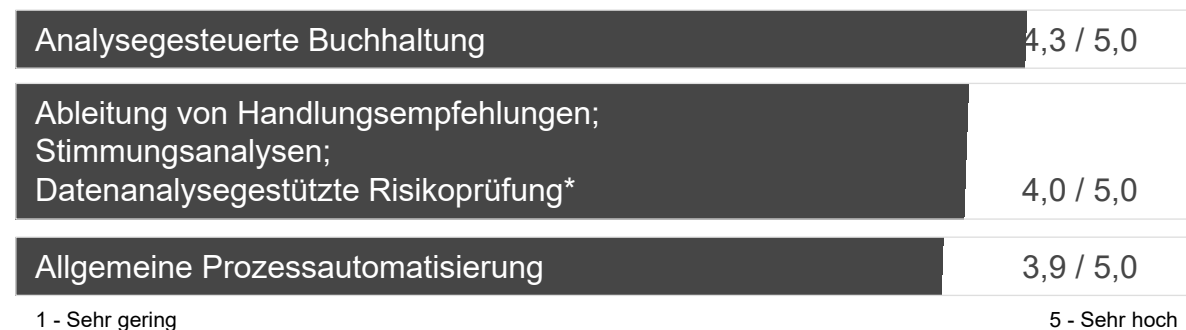 Analysegesteuerte Buchhaltung 4,3 / 5,0
Ableitung von Handlungsempfehlungen;
Stimmungsanalysen;
Datenanalysegestützte Risikoprüfung* 4,0 / 5,0
Allgemeine Prozessautomatisierung 3,9 / 5,0
1 - Sehr gering 5 - Sehr hoch